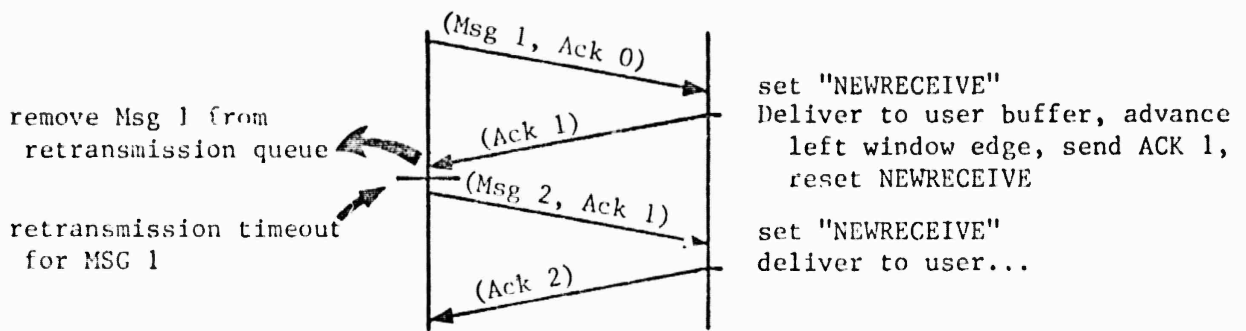 (Msg 1, Ack 0)
set "NEWRECEIVE"
Deliver to user buffer, advance
left window edge, send ACK 1,
reset NEWRECEIVE
remove Msg 1 from
retransmission queue
(Ack 1)
(Msg 2, Ack 1)
retransmission timeout
for MSG 1
set "NEWRECEIVE"
deliver to user...
(Ack 2)